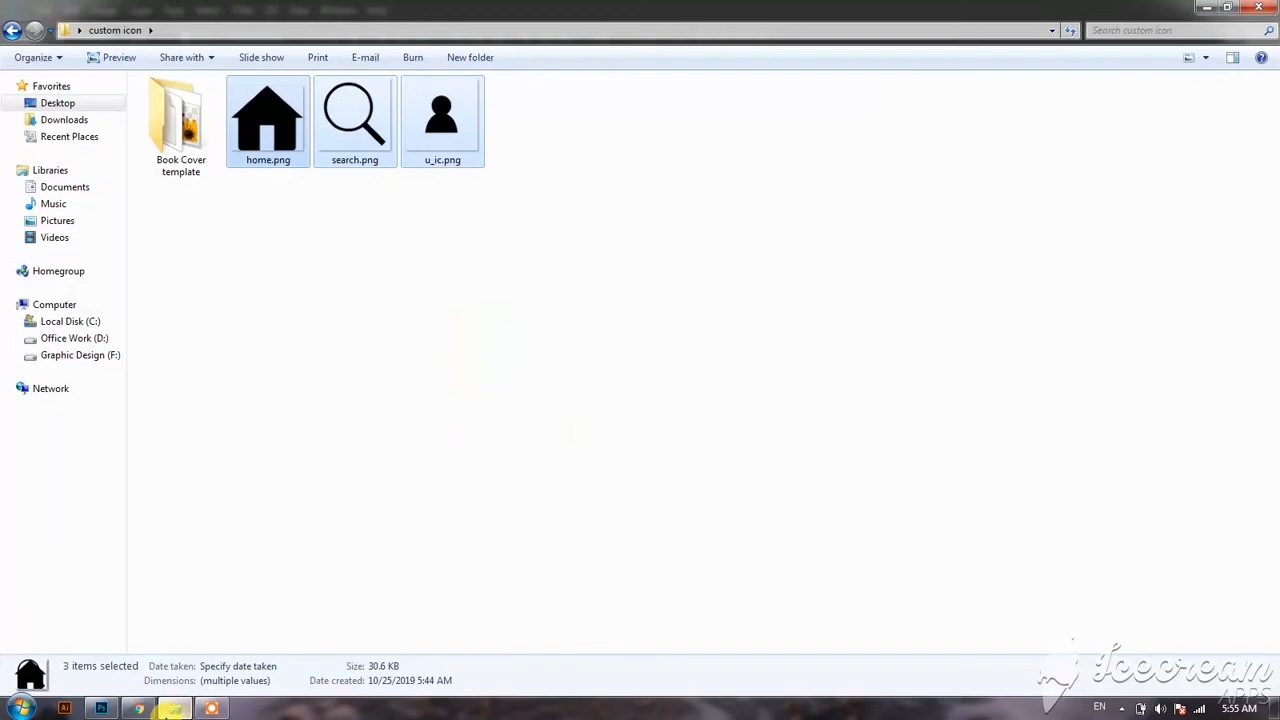 custom icon
Search custom icon
Organize
Preview
Share with
Slide show
Print
E-mail
Burn
New folder
Favorites
Desktop
Downloads
Recent Places
Libraries
Documents
Music
Pictures
Videos
Homegroup
Computer
Local Disk (C:)
Office Work (D:)
Graphic Design (F:)
Network
Book Cover
template
home.png
search.png
u_ic.png
3 items selected
Date taken: Specify date taken
Dimensions: (multiple values)
Size: 30.6 KB
Date created: 10/25/2019 5:44 AM
Icecream
APPS
Ai
Ps
EN
5:55 AM